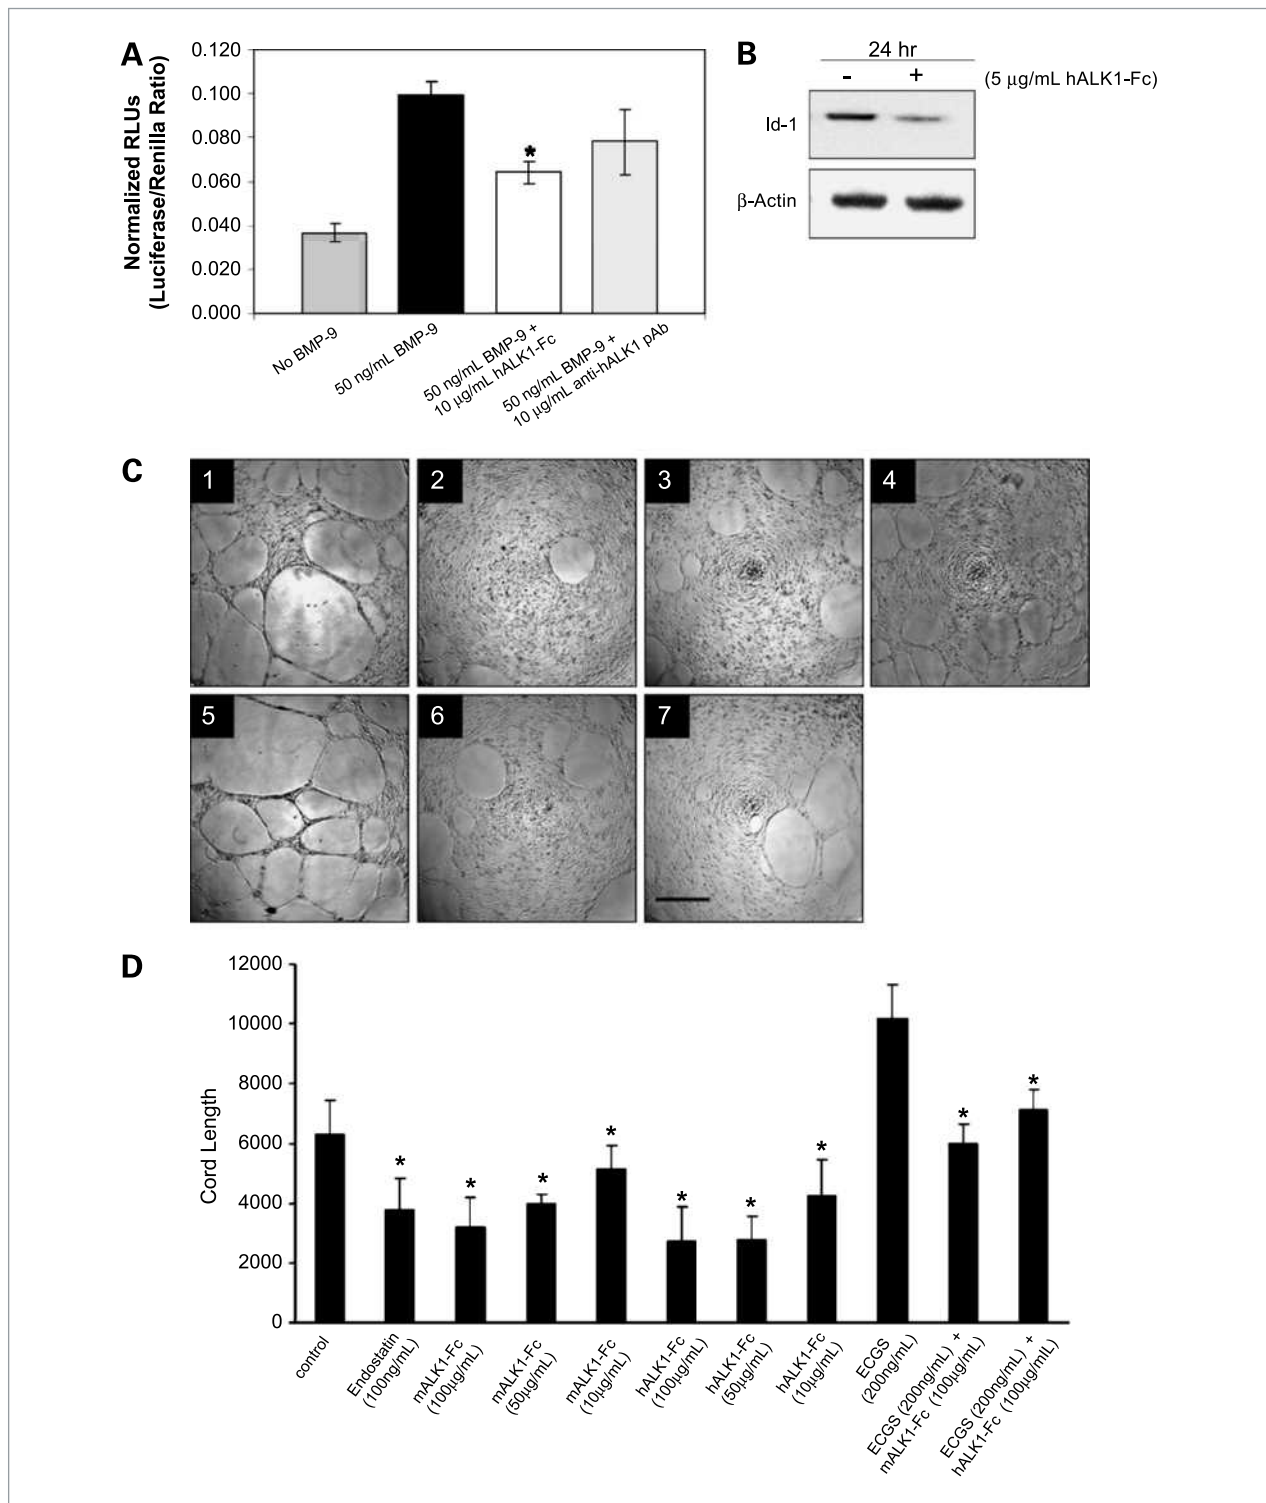 A
Normalized RLUs
(Luciferase/Renilla Ratio)
0.120
0.100
0.080
0.060
0.040
0.020
0.000
*
No BMP-9
50 ng/mL BMP-9
50 ng/mL BMP-9 +
10 μg/mL hALK1-Fc
50 ng/mL BMP-9 +
10 μg/mL anti-hALK1 pAb
B
24 hr
- + (5 μg/mL hALK1-Fc)
Id-1
β-Actin
C
1
2
3
4
5
6
7
D
Cord Length
12000
10000
8000
6000
4000
2000
0
* * * * * * * * *
control
Endostatin
(100ng/mL)
mALK1-Fc
(100μg/mL)
mALK1-Fc
(50μg/mL)
mALK1-Fc
(10μg/mL)
hALK1-Fc
(100μg/mL)
hALK1-Fc
(50μg/mL)
hALK1-Fc
(10μg/mL)
ECGS
(200ng/mL)
ECGS (200ng/mL) +
mALK1-Fc (100μg/mL)
ECGS (200ng/mL) +
hALK1-Fc (100μg/mlL)